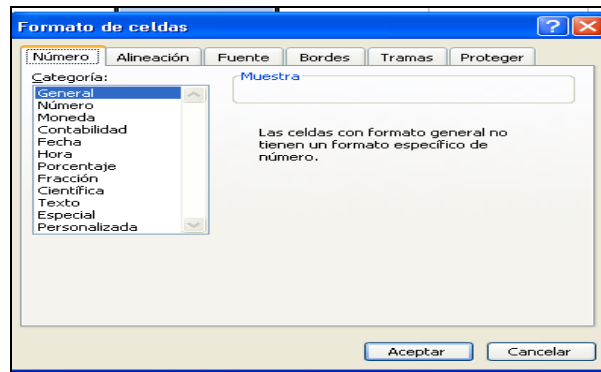 Formato de celdas
Número Alineación Fuente Bordes Tramas Proteger
Categoría:
General
Número
Moneda
Contabilidad
Fecha
Hora
Porcentaje
Fracción
Científica
Texto
Especial
Personalizada
Muestra
Las celdas con formato general no
tienen un formato específico de
número.
Aceptar Cancelar